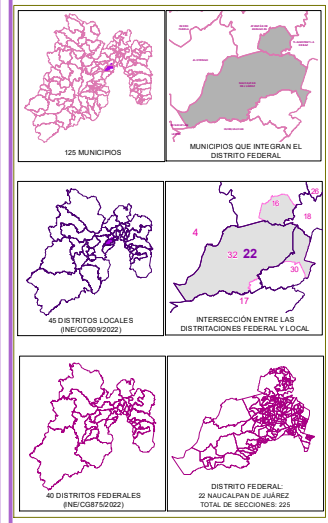 125 MUNICIPIOS
MUNICIPIOS QUE INTEGRAN EL
DISTRITO FEDERAL
26
16
18
4
32 22
30
17
45 DISTRITOS LOCALES
(INE/CG609/2022)
INTERSECCIÓN ENTRE LAS
DISTRITACIONES FEDERAL Y LOCAL
40 DISTRITOS FEDERALES
(INE/CG875/2022)
DISTRITO FEDERAL:
22 NAUCALPAN DE JUÁREZ
TOTAL DE SECCIONES: 225